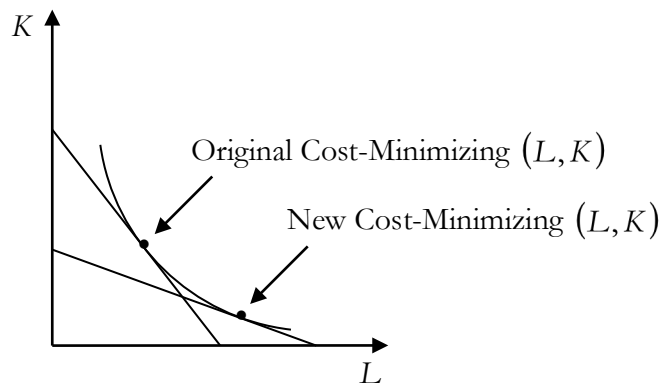 K
Original Cost-Minimizing (L, K)
New Cost-Minimizing (L, K)
L